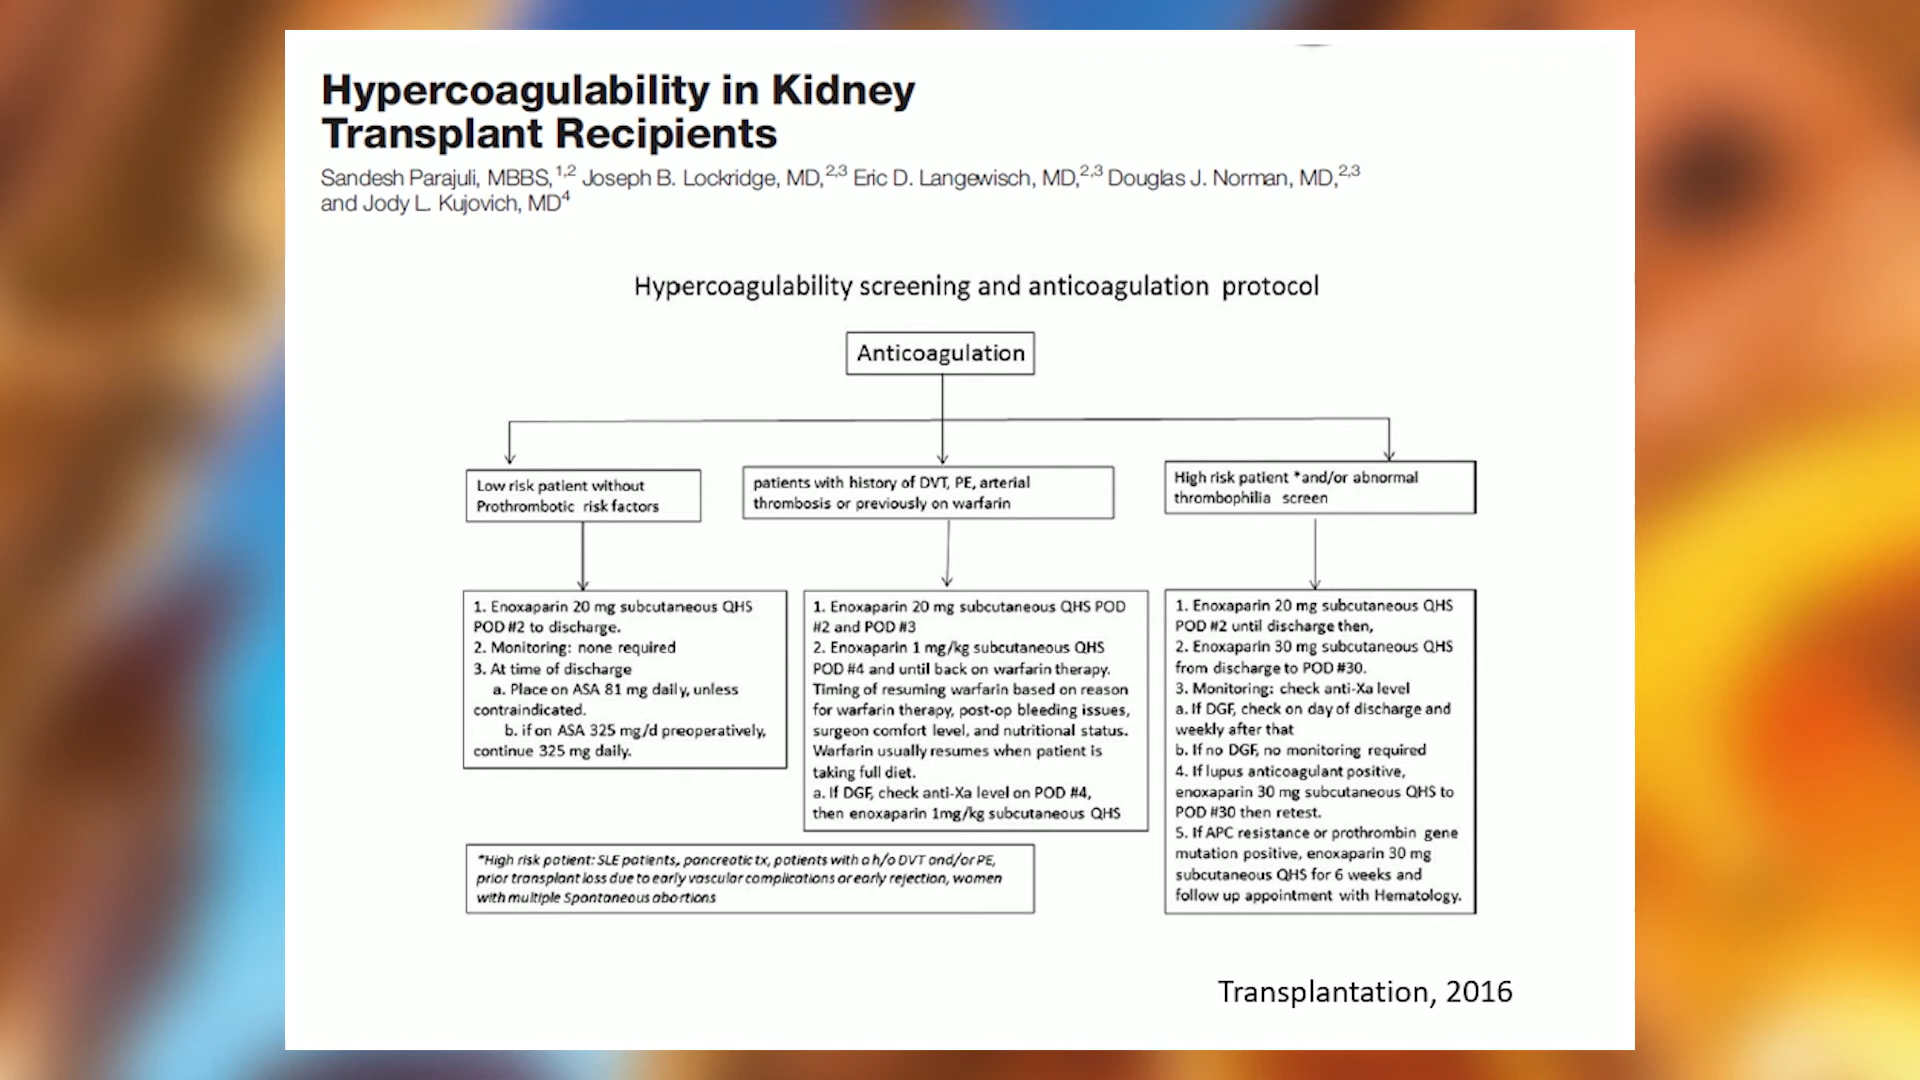 Hypercoagulability in Kidney
Transplant Recipients
Sandesh Parajuli, MBBS,1,2 Joseph B. Lockridge, MD,2,3 Eric D. Langewisch, MD,2,3 Douglas J. Norman, MD,2,3
and Jody L. Kujovich, MD4
Hypercoagulability screening and anticoagulation protocol
Anticoagulation
Low risk patient without
Prothrombotic risk factors
patients with history of DVT, PE, arterial
thrombosis or previously on warfarin
High risk patient *and/or abnormal
thrombophilia screen
1. Enoxaparin 20 mg subcutaneous QHS
POD #2 to discharge.
2. Monitoring: none required
3. At time of discharge
a. Place on ASA 81 mg daily, unless
contraindicated.
b. if on ASA 325 mg/d preoperatively,
continue 325 mg daily.
1. Enoxaparin 20 mg subcutaneous QHS POD
#2 and POD #3
2. Enoxaparin 1 mg/kg subcutaneous QHS
POD #4 and until back on warfarin therapy.
Timing of resuming warfarin based on reason
for warfarin therapy, post-op bleeding issues,
surgeon comfort level, and nutritional status.
Warfarin usually resumes when patient is
taking full diet.
a. If DGF, check anti-Xa level on POD #4,
then enoxaparin 1mg/kg subcutaneous QHS
1. Enoxaparin 20 mg subcutaneous QHS
POD #2 until discharge then,
2. Enoxaparin 30 mg subcutaneous QHS
from discharge to POD #30.
3. Monitoring: check anti-Xa level
a. If DGF, check on day of discharge and
weekly after that
b. If no DGF, no monitoring required
4. If lupus anticoagulant positive,
enoxaparin 30 mg subcutaneous QHS to
POD #30 then retest.
5. If APC resistance or prothrombin gene
mutation positive, enoxaparin 30 mg
subcutaneous QHS for 6 weeks and
follow up appointment with Hematology.
*High risk patient: SLE patients, pancreatic tx, patients with a h/o DVT and/or PE,
prior transplant loss due to early vascular complications or early rejection, women
with multiple Spontaneous abortions
Transplantation, 2016